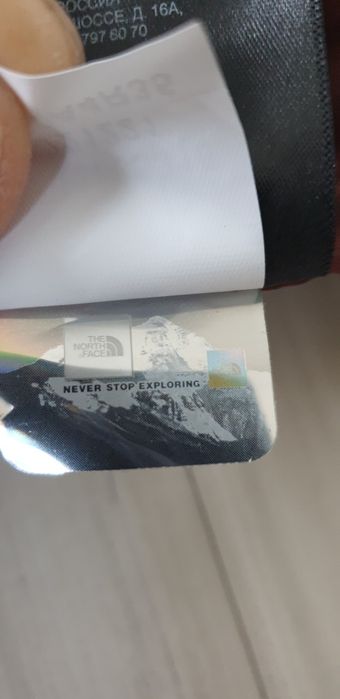 РОССИЯ
ШОССЕ, Д. 16А,
797 60 70
THE
NORTH
FACE
NEVER STOP EXPLORING